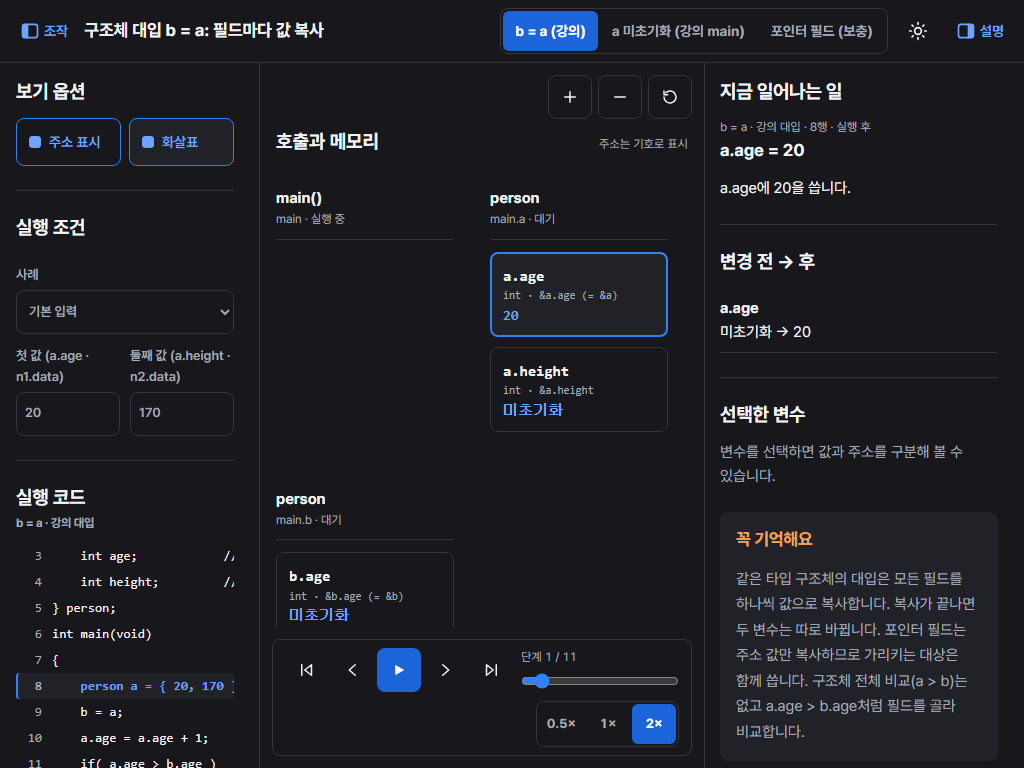 조작
구조체 대입 b = a: 필드마다 값 복사
b = a (강의)
a 미초기화 (강의 main)
포인터 필드 (보충)
설명
보기 옵션
주소 표시
화살표
실행 조건
사례
기본 입력
첫 값 (a.age ·
n1.data)
둘째 값 (a.height ·
n2.data)
20
170
실행 코드
b = a · 강의 대입
3 int age; //
4 int height; //
5 } person;
6 int main(void)
7 {
8 person a = { 20, 170 }
9 b = a;
10 a.age = a.age + 1;
11 if( a.age > b.age )
호출과 메모리
주소는 기호로 표시
main()
main · 실행 중
person
main.a · 대기
a.age
int · &a.age (= &a)
20
a.height
int · &a.height
미초기화
person
main.b · 대기
b.age
int · &b.age (= &b)
미초기화
단계 1 / 11
0.5×
1×
2×
지금 일어나는 일
b = a · 강의 대입 · 8행 · 실행 후
a.age = 20
a.age에 20을 씁니다.
변경 전 → 후
a.age
미초기화 → 20
선택한 변수
변수를 선택하면 값과 주소를 구분해 볼 수
있습니다.
꼭 기억해요
같은 타입 구조체의 대입은 모든 필드를
하나씩 값으로 복사합니다. 복사가 끝나면
두 변수는 따로 바뀝니다. 포인터 필드는
주소 값만 복사하므로 가리키는 대상은
함께 씁니다. 구조체 전체 비교(a > b)는
없고 a.age > b.age처럼 필드를 골라
비교합니다.